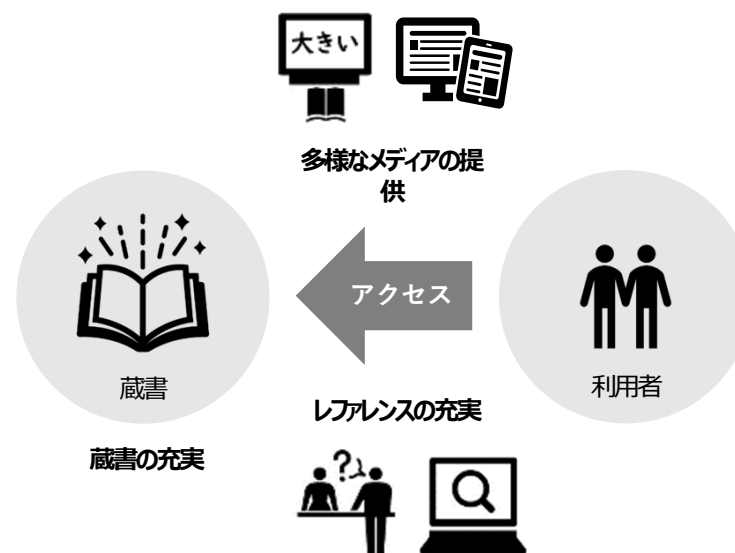 大きい
多様なメディアの提
供
アクセス
蔵書
利用者
レファレンスの充実
蔵書の充実
?